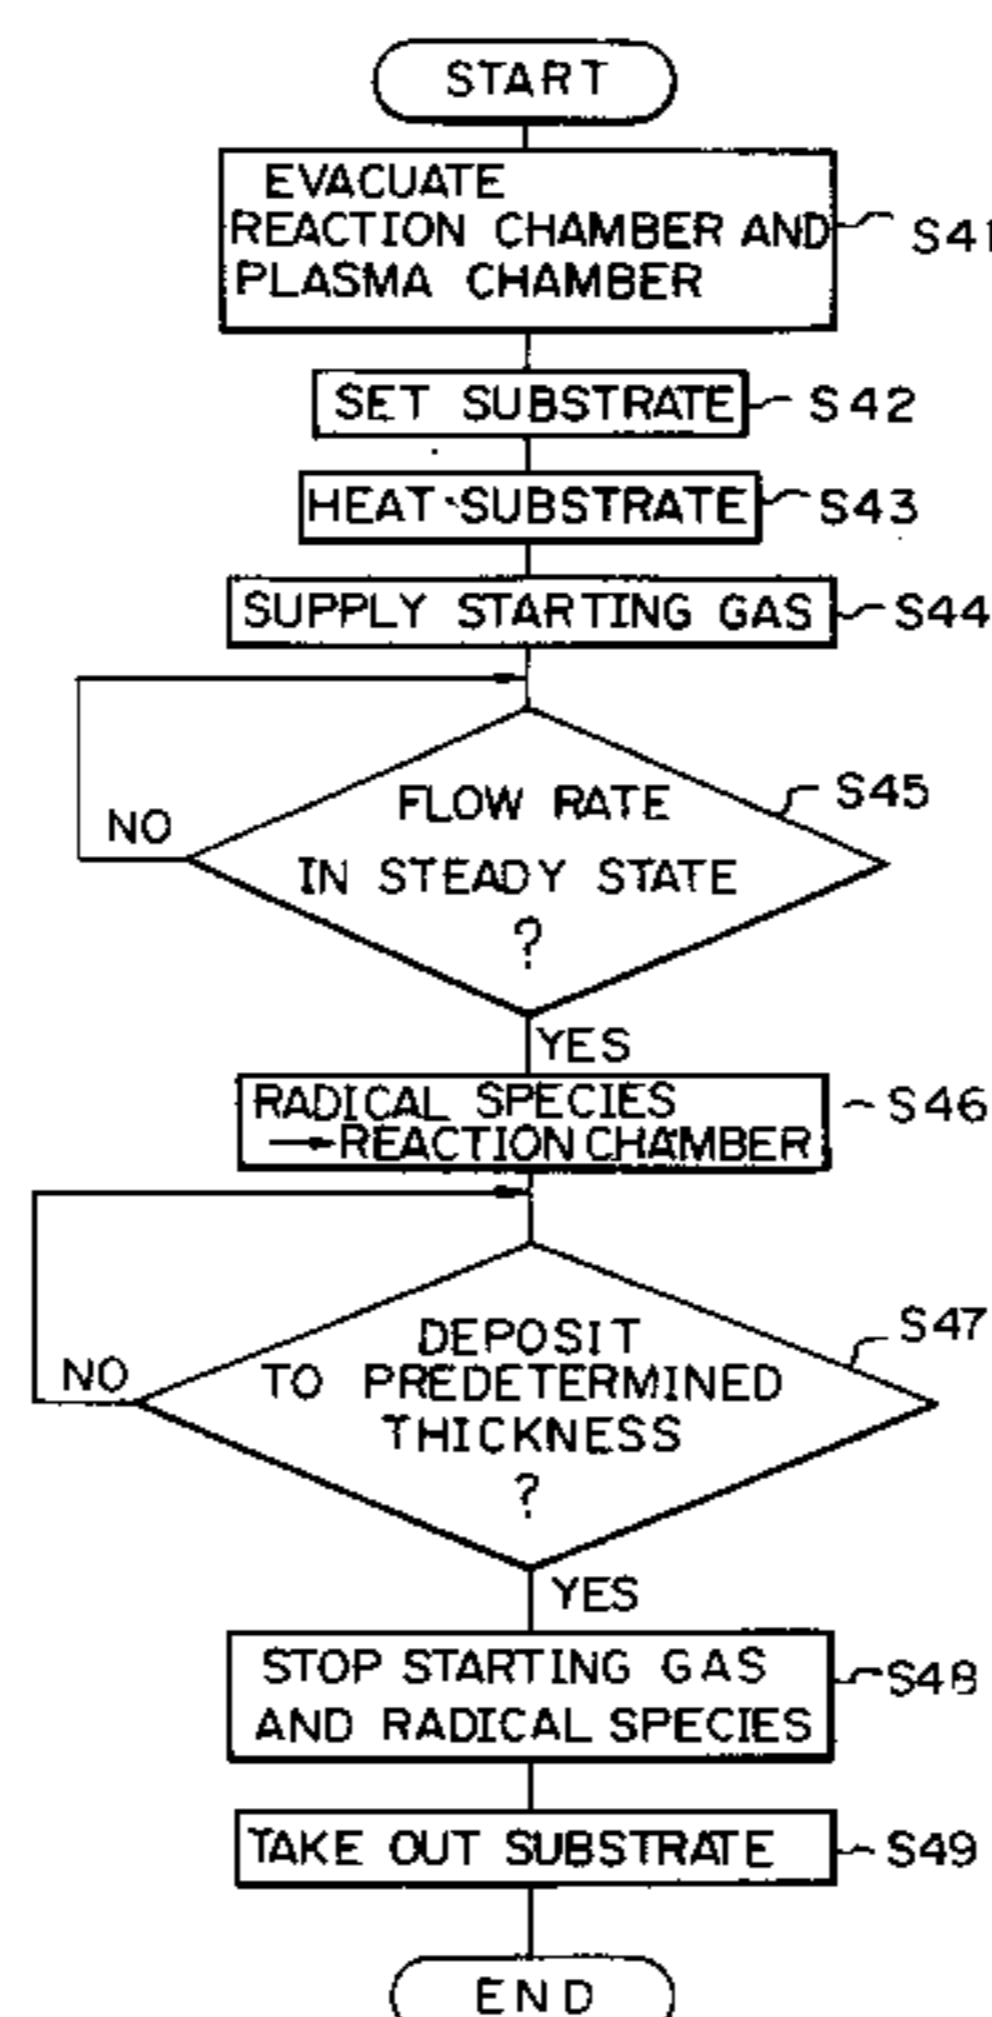 START
EVACUATE
REACTION CHAMBER AND
PLASMA CHAMBER
S41
SET SUBSTRATE
S42
HEAT SUBSTRATE
S43
SUPPLY STARTING GAS
S44
FLOW RATE
IN STEADY STATE
?
S45
NO
YES
RADICAL SPECIES
→REACTION CHAMBER
S46
DEPOSIT
TO PREDETERMINED
THICKNESS
?
S47
NO
YES
STOP STARTING GAS
AND RADICAL SPECIES
S48
TAKE OUT SUBSTRATE
S49
END